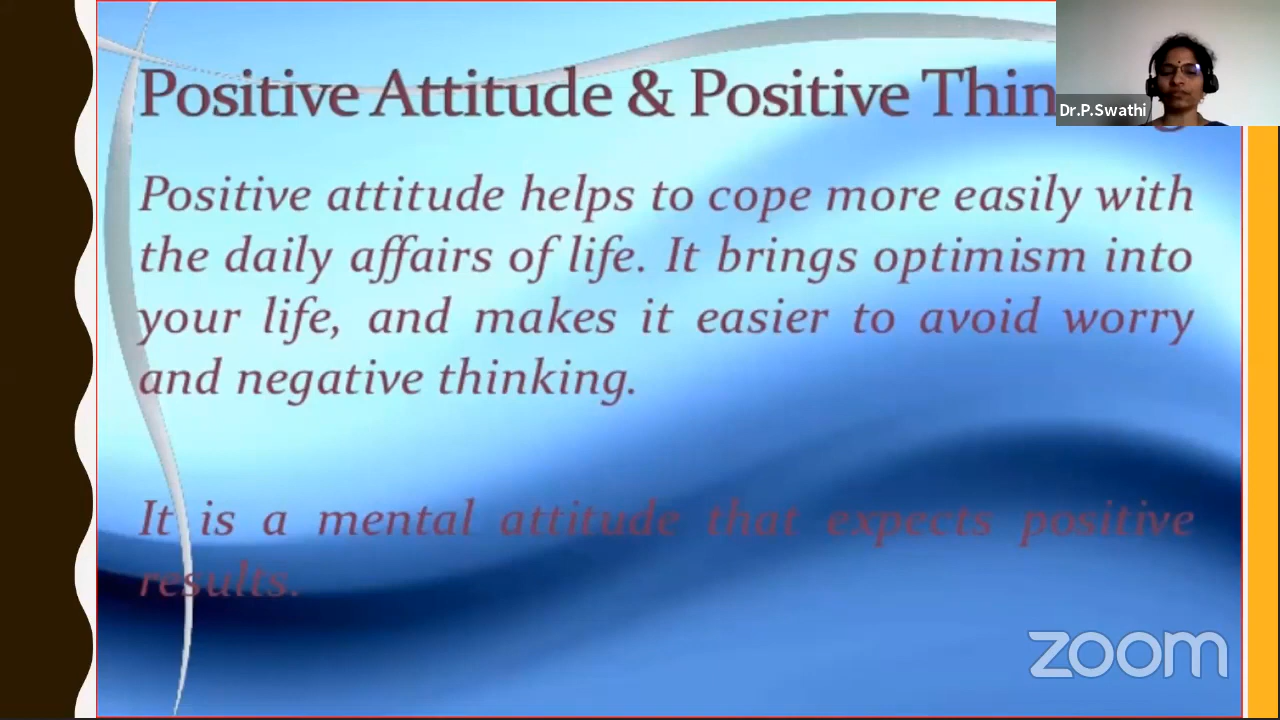 Positive Attitude & Positive Thin
Dr.P.Swathi
Positive attitude helps to cope more easily with
the daily affairs of life. It brings optimism into
your life, and makes it easier to avoid worry
and negative thinking.
It is a mental attitude that expects positive
results.
zoom